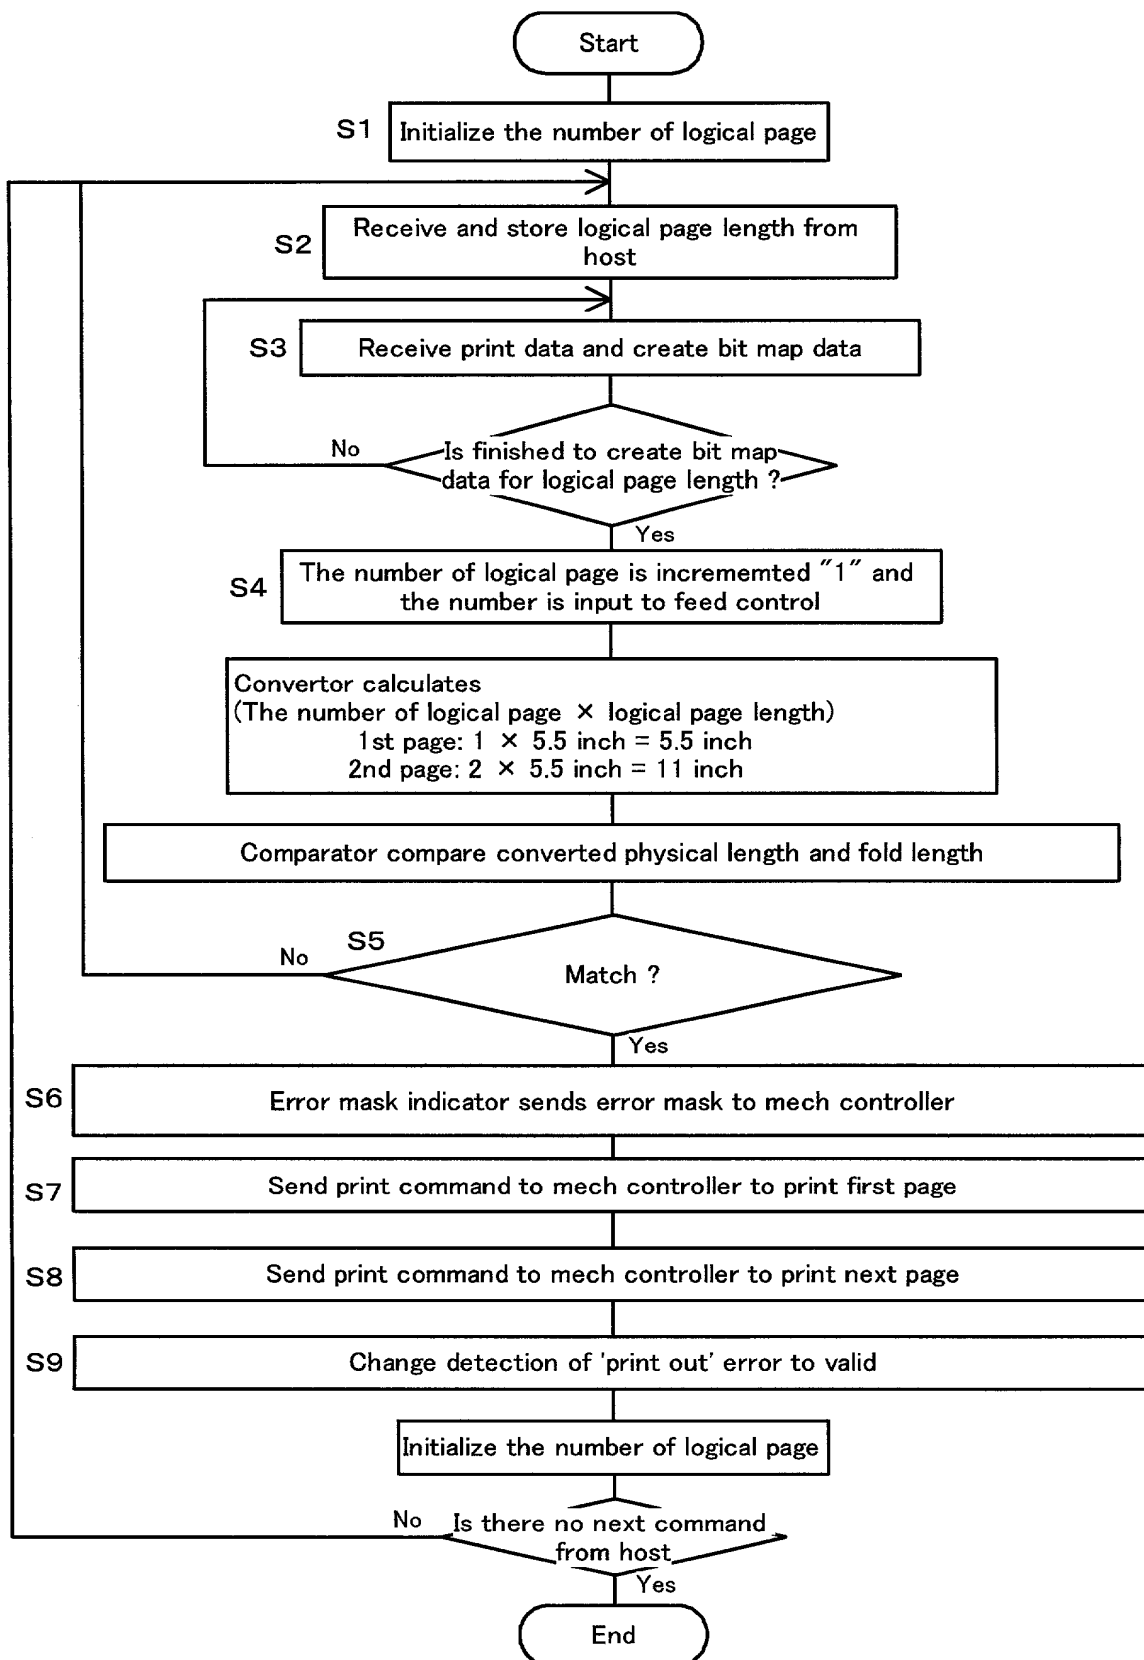 Start
S1
Initialize the number of logical page
S2
Receive and store logical page length from
host
S3
Receive print data and create bit map data
No
Is finished to create bit map
data for logical page length ?
Yes
S4
The number of logical page is incrememted "1" and
the number is input to feed control
Convertor calculates
(The number of logical page × logical page length)
1st page: 1 × 5.5 inch = 5.5 inch
2nd page: 2 × 5.5 inch = 11 inch
Comparator compare converted physical length and fold length
S5
No
Match ?
Yes
S6
Error mask indicator sends error mask to mech controller
S7
Send print command to mech controller to print first page
S8
Send print command to mech controller to print next page
S9
Change detection of 'print out' error to valid
Initialize the number of logical page
No
Is there no next command
from host
Yes
End